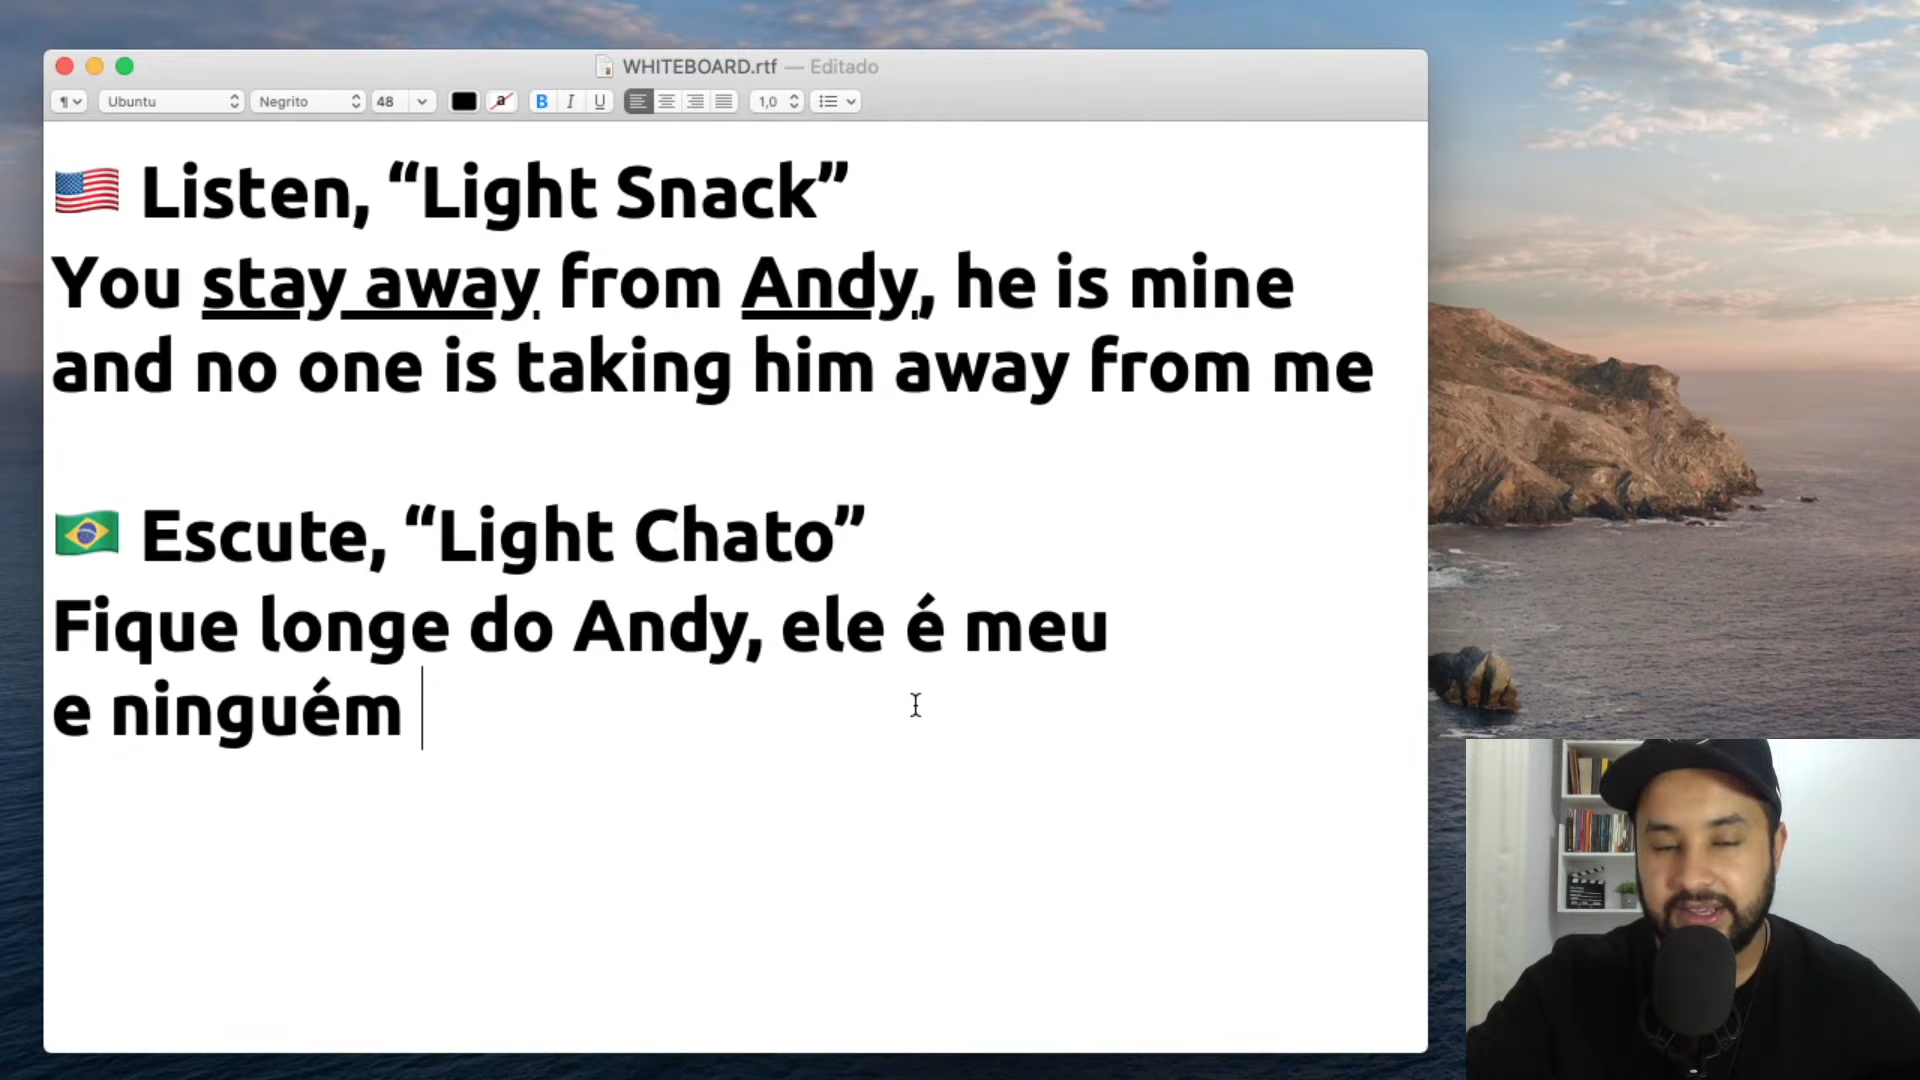 WHITEBOARD.rtf — Editado
Ubuntu Negrito 48 a B I U 1,0
🇺🇸 Listen, “Light Snack”
You stay away from Andy, he is mine
and no one is taking him away from me
🇧🇷 Escute, “Light Chato”
Fique longe do Andy, ele é meu
e ninguém